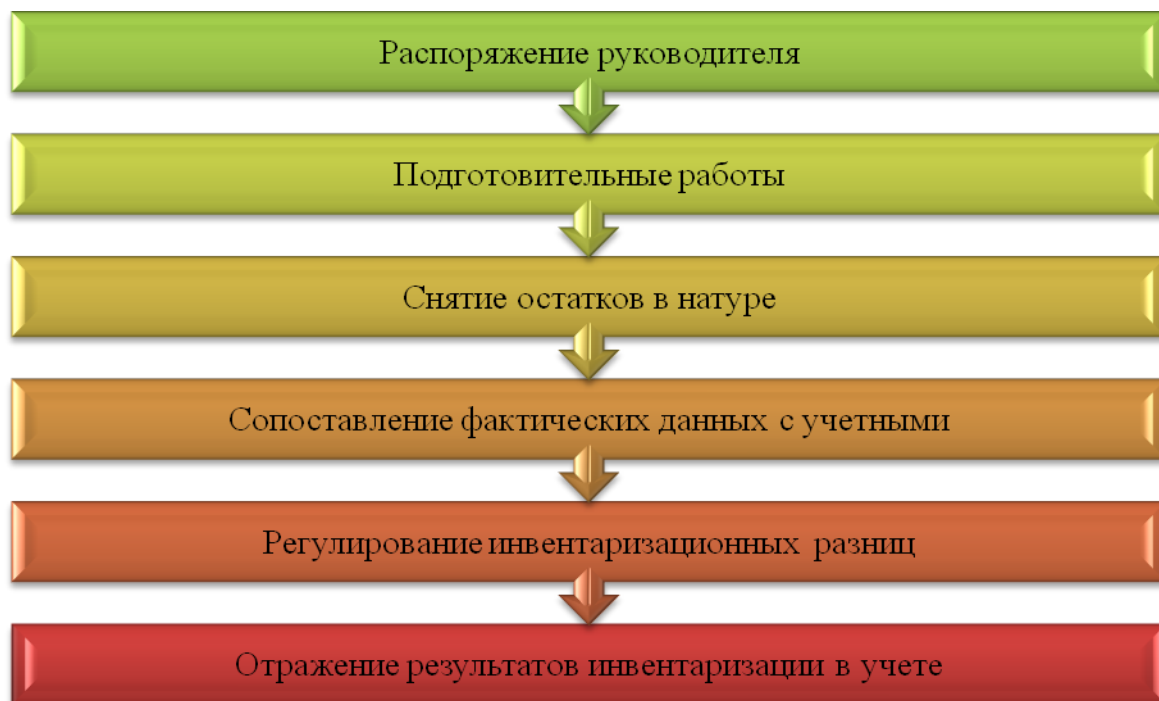 Распоряжение руководителя
Подготовительные работы
Снятие остатков в натуре
Сопоставление фактических данных с учетными
Регулирование инвентаризационных разниц
Отражение результатов инвентаризации в учете